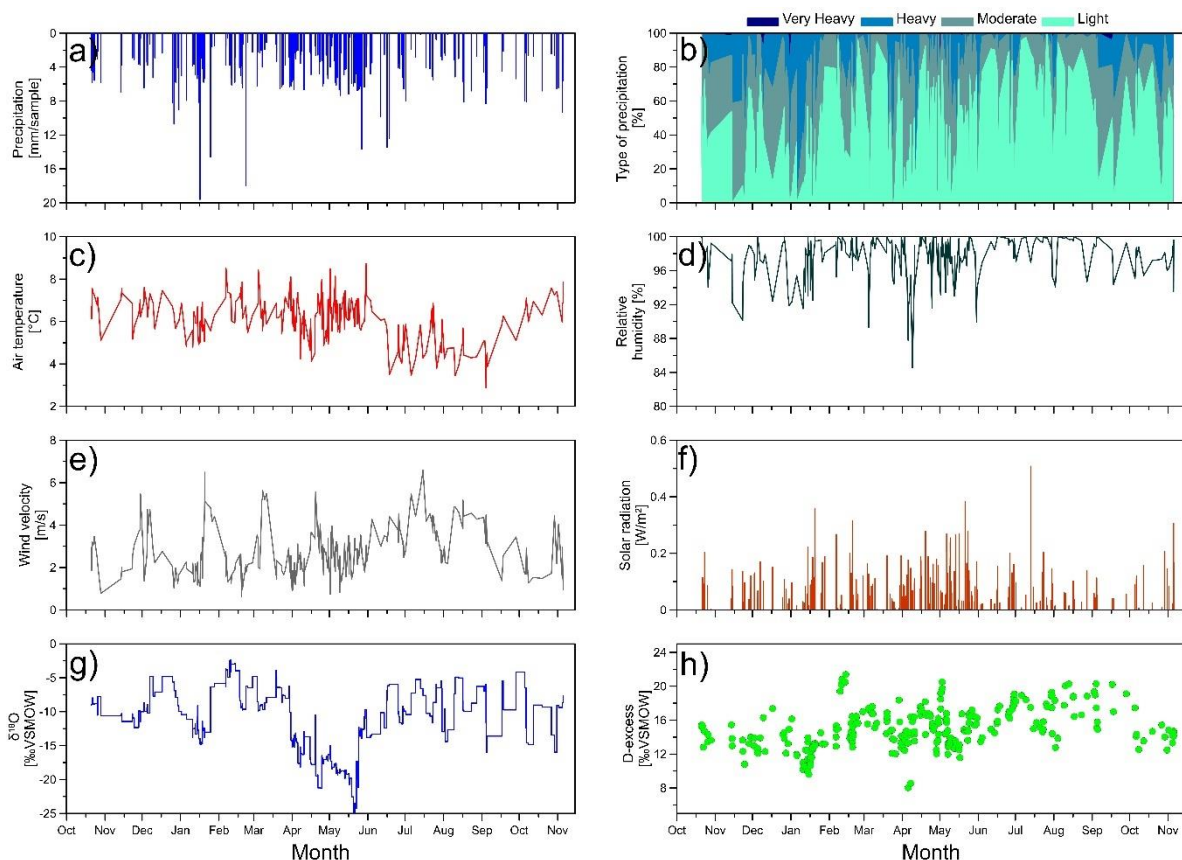 Very Heavy Heavy Moderate Light
a)
Precipitation
[mm/sample]
0
4
8
12
16
20
b)
Type of precipitation
[%]
100
80
60
40
20
0
c)
Air temperature
[°C]
10
8
6
4
2
d)
Relative
humidity [%]
100
96
92
88
84
80
e)
Wind velocity
[m/s]
8
6
4
2
0
f)
Solar radiation
[W/m²]
0.6
0.4
0.2
0
g)
δ¹⁸O
[‰VSMOW]
0
-5
-10
-15
-20
-25
Oct Nov Dec Jan Feb Mar Apr May Jun Jul Aug Sep Oct Nov
Month
h)
D-excess
[‰VSMOW]
24
20
16
12
8
Oct Nov Dec Jan Feb Mar Apr May Jun Jul Aug Sep Oct Nov
Month